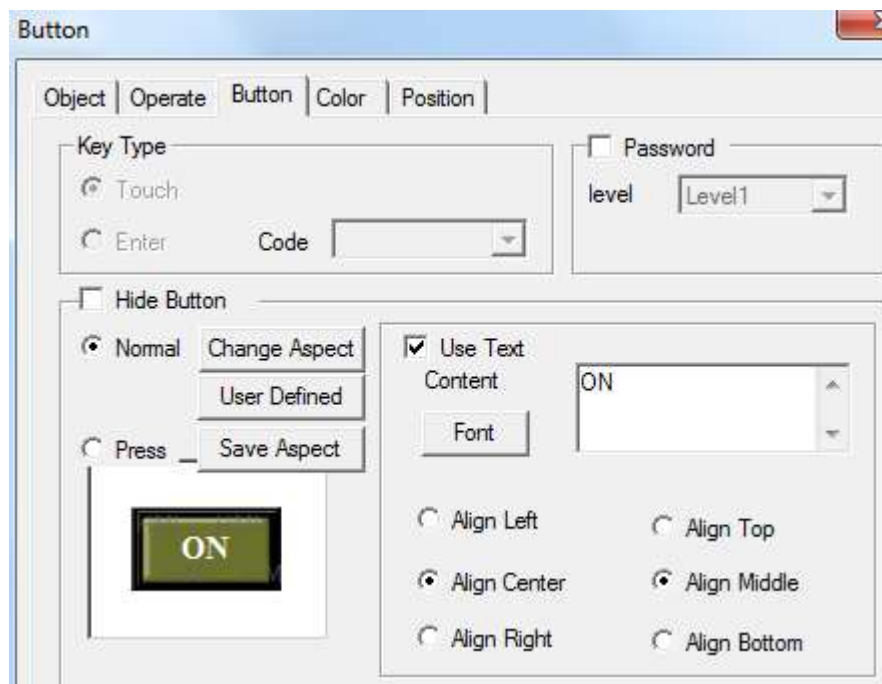 Button
Object Operate Button Color Position
Key Type
Touch
Enter Code
Password
level Level1
Hide Button
Normal Change Aspect
User Defined
Press Save Aspect
ON
Use Text
Content ON
Font
Align Left Align Top
Align Center Align Middle
Align Right Align Bottom